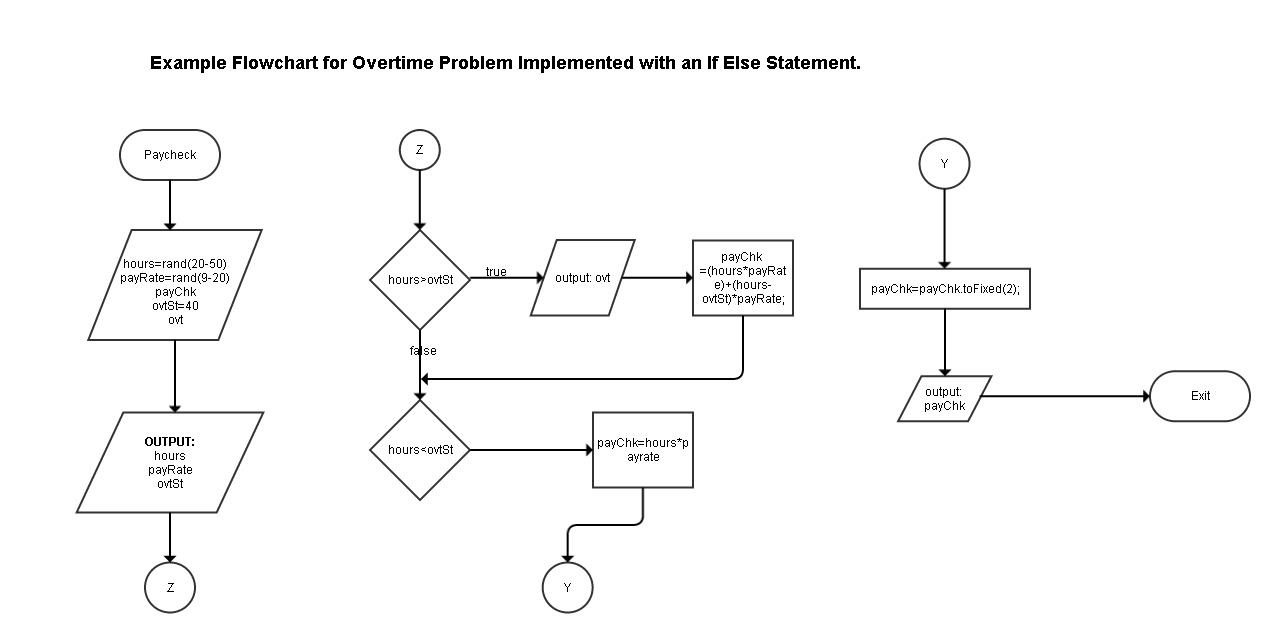 Example Flowchart for Overtime Problem Implemented with an If Else Statement.
Paycheck
hours=rand(20-50)
payRate=rand(9-20)
payChk
ovtSt=40
ovt
OUTPUT:
hours
payRate
ovtSt
Z
Z
hours>ovtSt
true
output: ovt
payChk
=(hours*payRat
e)+(hours-
ovtSt)*payRate;
false
hours<ovtSt
payChk=hours*p
ayrate
Y
Y
payChk=payChk.toFixed(2);
output:
payChk
Exit